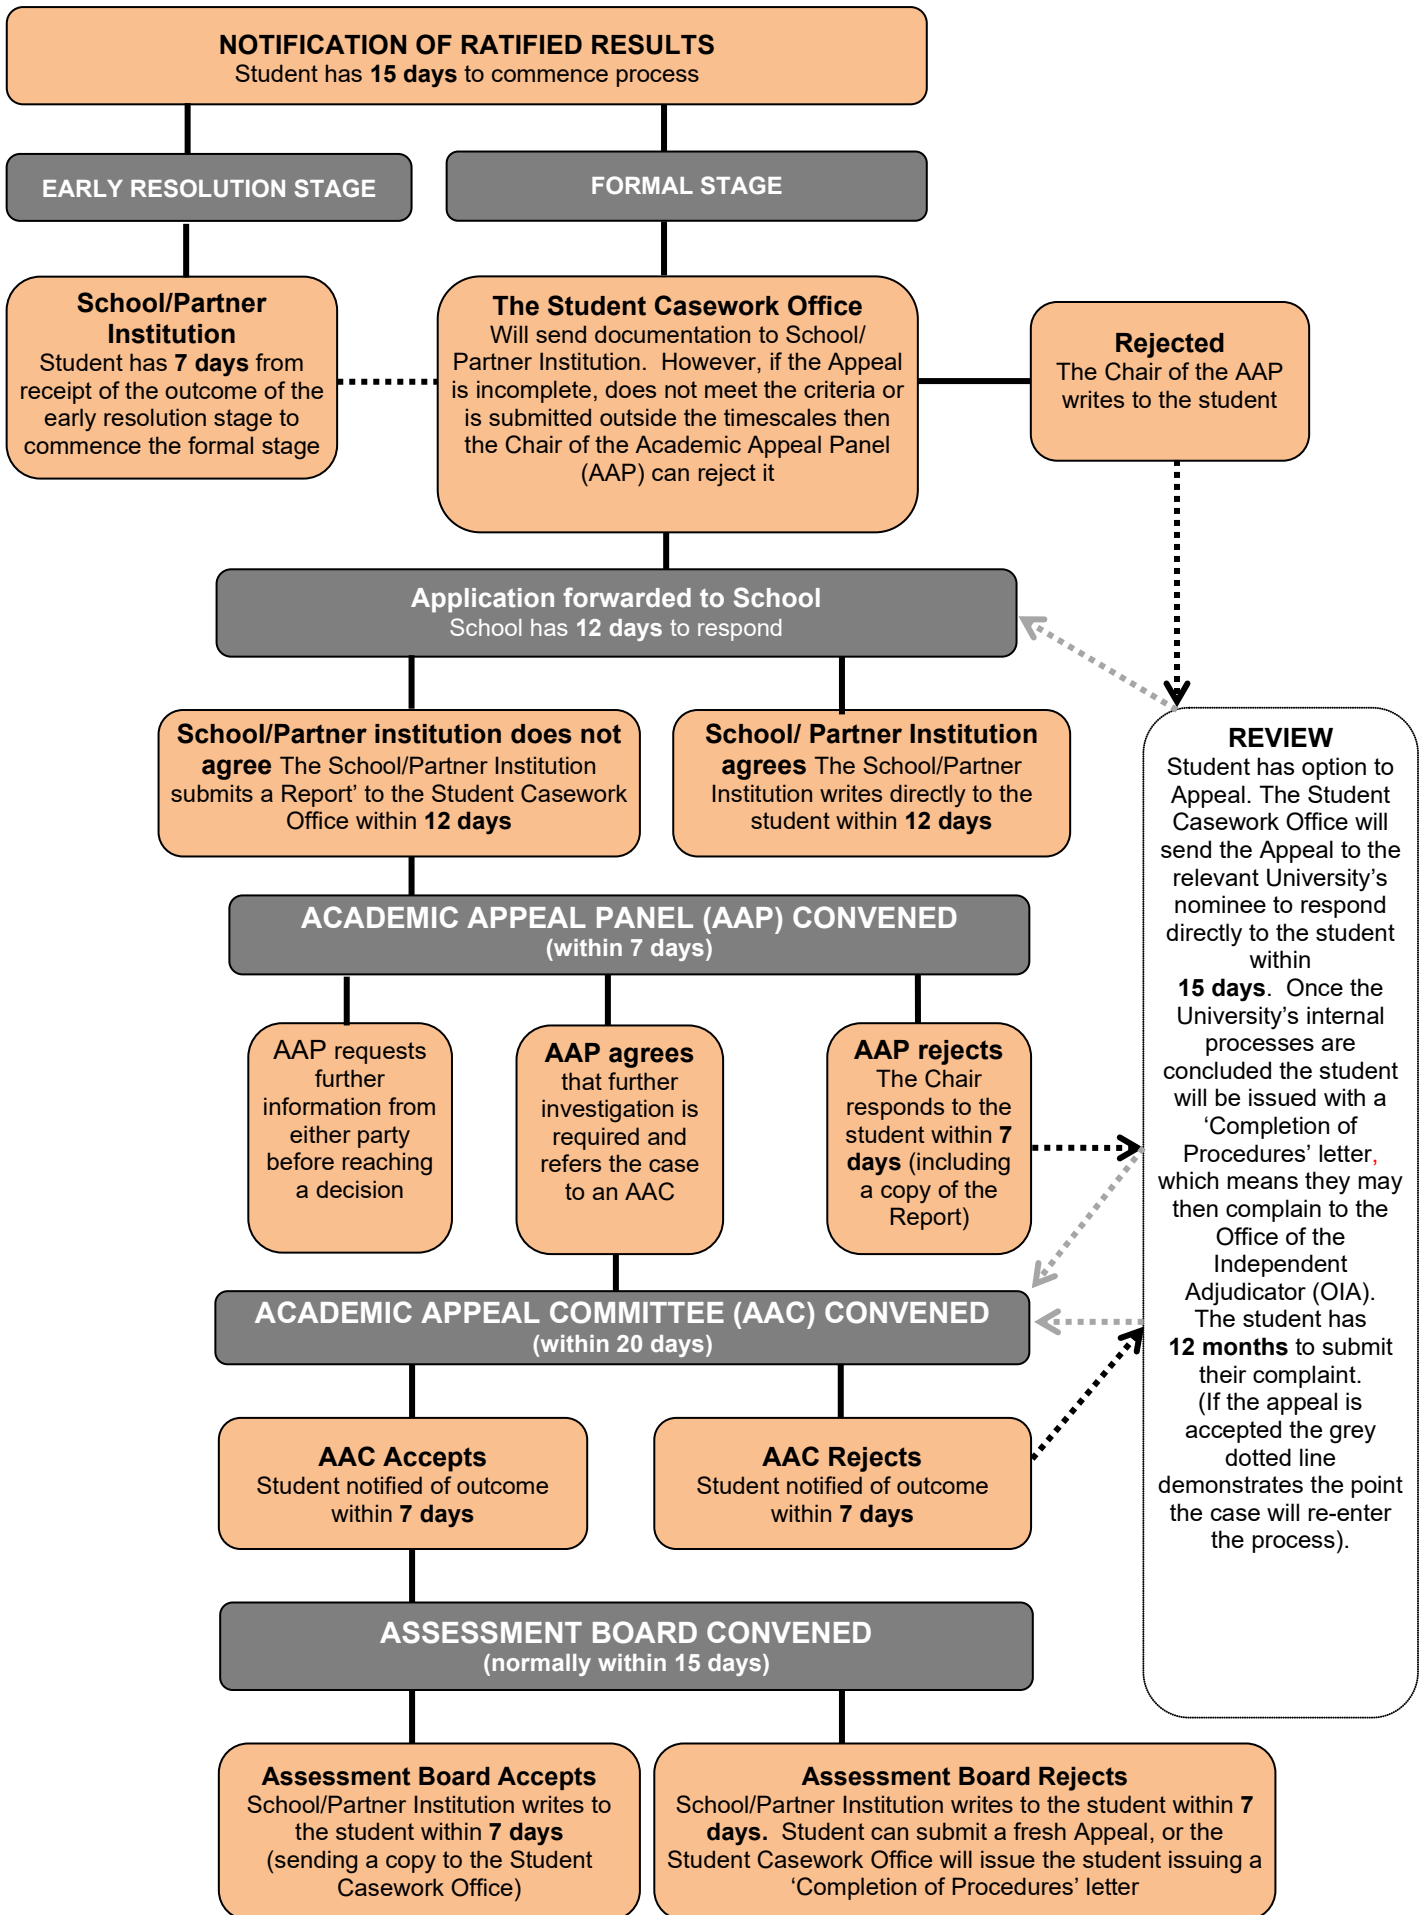 NOTIFICATION OF RATIFIED RESULTS
Student has 15 days to commence process
EARLY RESOLUTION STAGE
FORMAL STAGE
School/Partner
Institution
Student has 7 days from
receipt of the outcome of the
early resolution stage to
commence the formal stage
The Student Casework Office
Will send documentation to School/
Partner Institution.  However, if the Appeal
is incomplete, does not meet the criteria or
is submitted outside the timescales then
the Chair of the Academic Appeal Panel
(AAP) can reject it
Rejected
The Chair of the AAP
writes to the student
Application forwarded to School
School has 12 days to respond
School/Partner institution does not
agree The School/Partner Institution
submits a Report’ to the Student Casework
Office within 12 days
School/ Partner Institution
agrees The School/Partner
Institution writes directly to the
student within 12 days
ACADEMIC APPEAL PANEL (AAP) CONVENED
(within 7 days)
AAP requests
further
information from
either party
before reaching
a decision
AAP agrees
that further
investigation is
required and
refers the case
to an AAC
AAP rejects
The Chair
responds to the
student within 7
days (including
a copy of the
Report)
ACADEMIC APPEAL COMMITTEE (AAC) CONVENED
(within 20 days)
AAC Accepts
Student notified of outcome
within 7 days
AAC Rejects
Student notified of outcome
within 7 days
ASSESSMENT BOARD CONVENED
(normally within 15 days)
Assessment Board Accepts
School/Partner Institution writes to
the student within 7 days
(sending a copy to the Student
Casework Office)
Assessment Board Rejects
School/Partner Institution writes to the student within 7
days.  Student can submit a fresh Appeal, or the
Student Casework Office will issue the student issuing a
‘Completion of Procedures’ letter
REVIEW
Student has option to
Appeal. The Student
Casework Office will
send the Appeal to the
relevant University’s
nominee to respond
directly to the student
within
15 days.  Once the
University’s internal
processes are
concluded the student
will be issued with a
‘Completion of
Procedures’ letter,
which means they may
then complain to the
Office of the
Independent
Adjudicator (OIA).
The student has
12 months to submit
their complaint.
(If the appeal is
accepted the grey
dotted line
demonstrates the point
the case will re-enter
the process).